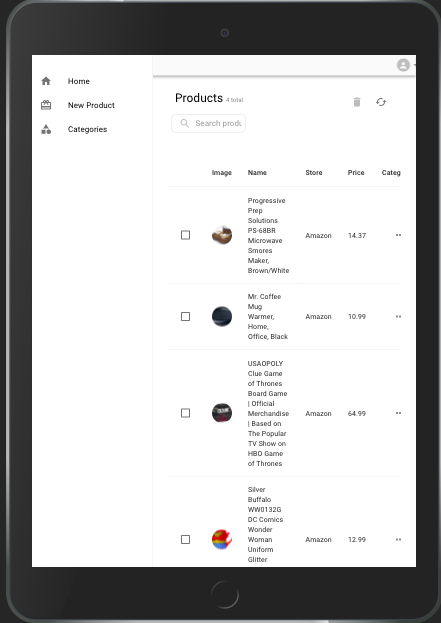 Home
New Product
Categories
Products 4 total
Search produ
Image Name Store Price Categ
Progressive
Prep
Solutions
PS-68BR
Microwave
Smores
Maker,
Brown/White
Amazon 14.37 --
Mr. Coffee
Mug
Warmer,
Home,
Office, Black
Amazon 10.99 --
USAOPOLY
Clue Game
of Thrones
Board Game
| Official
Merchandise
| Based on
The Popular
TV Show on
HBO Game
of Thrones
Amazon 64.99 --
Silver
Buffalo
WW0132G
DC Comics
Wonder
Woman
Uniform
Glitter
Amazon 12.99 --